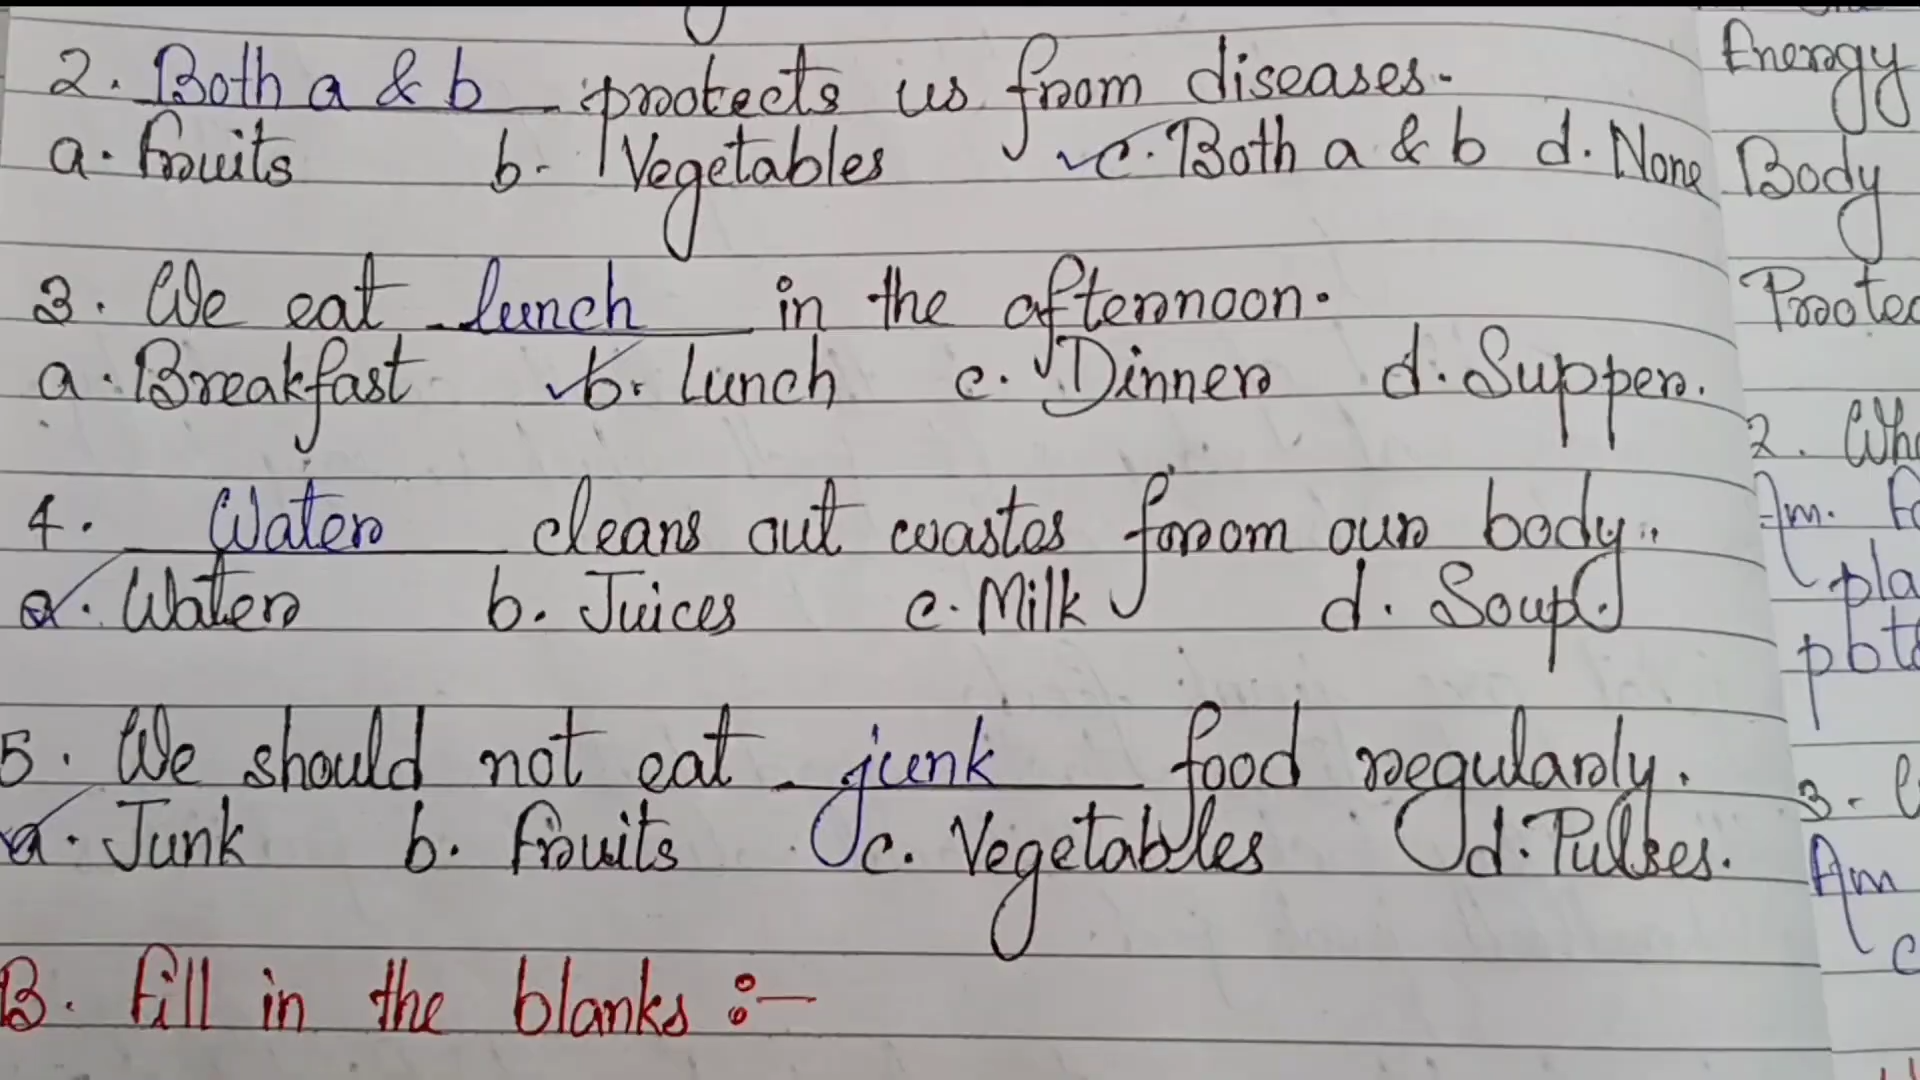 2. Both a & b protects us from diseases.
a. Fruits b. Vegetables c. Both a & b d. None
3. We eat lunch in the afternoon.
a. Breakfast b. Lunch c. Dinner d. Supper.
4. Water cleans out wastes from our body.
a. Water b. Juices c. Milk d. Soup.
5. We should not eat junk food regularly.
a. Junk b. Fruits c. Vegetables d. Pulses.
B. Fill in the blanks :-
Energy
Body
2.
3.